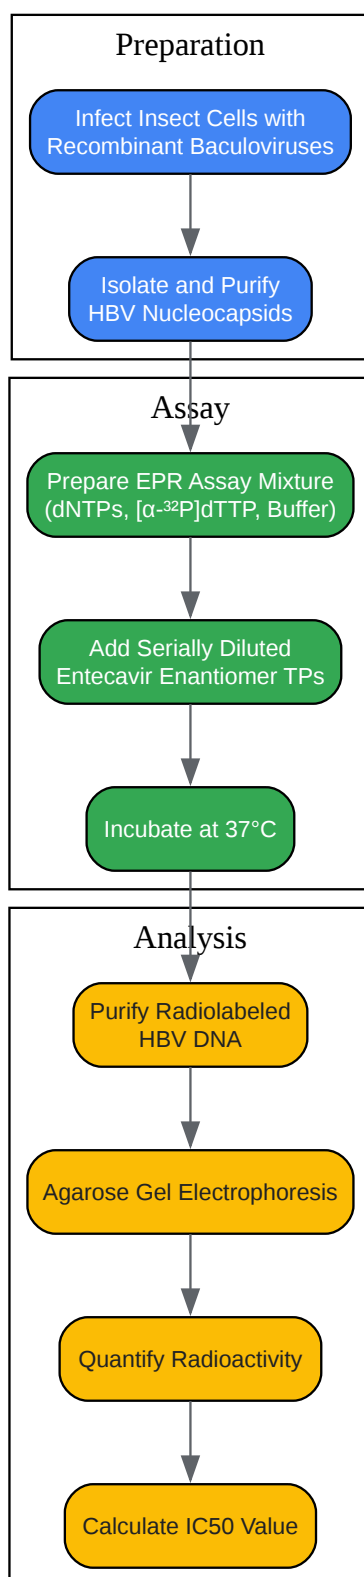 Preparation
Infect Insect Cells with
Recombinant Baculoviruses
Isolate and Purify
HBV Nucleocapsids
Assay
Prepare EPR Assay Mixture
(dNTPs, [α-³²P]dTTP, Buffer)
Add Serially Diluted
Entecavir Enantiomer TPs
Incubate at 37°C
Analysis
Purify Radiolabeled
HBV DNA
Agarose Gel Electrophoresis
Quantify Radioactivity
Calculate IC50 Value